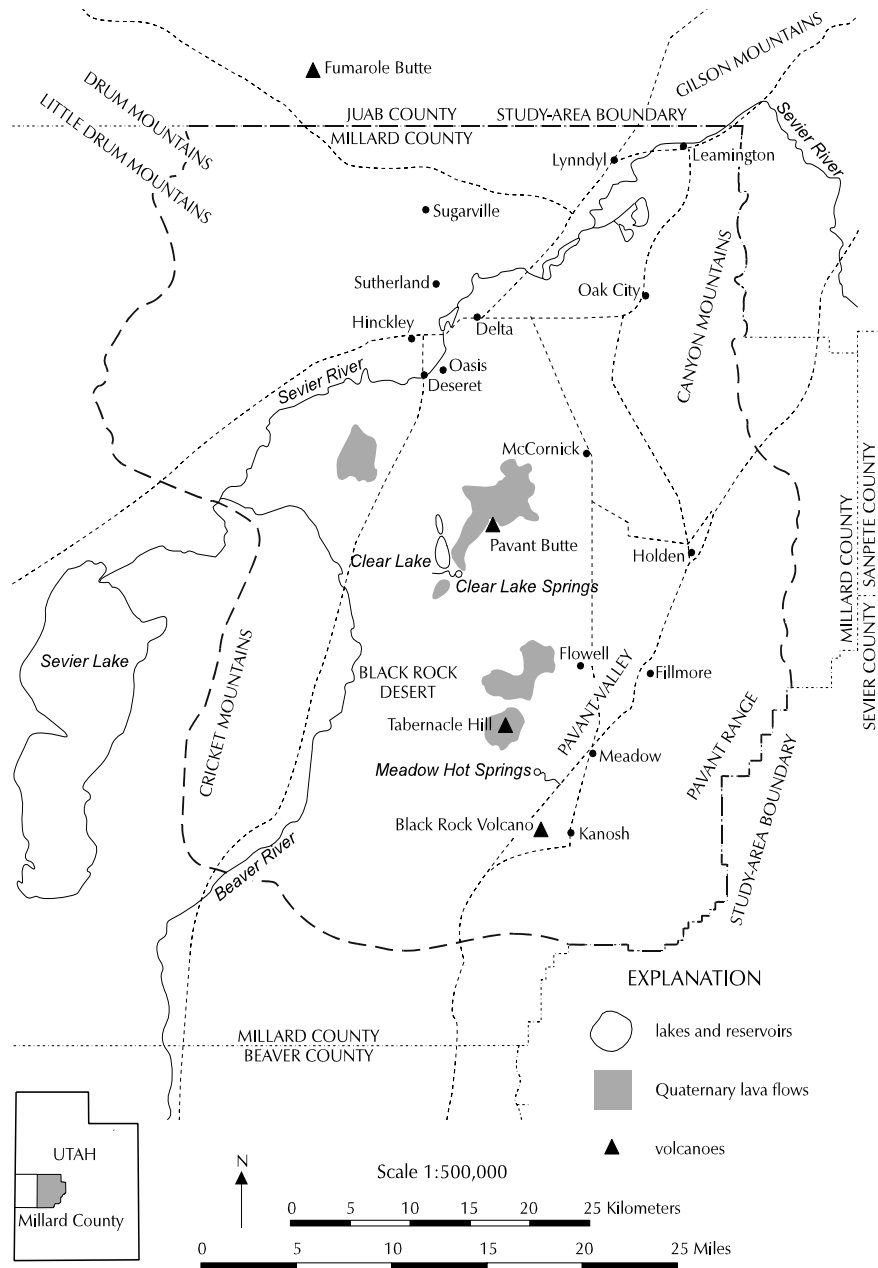 Fumarole Butte
GILSON MOUNTAINS
DRUM MOUNTAINS
LITTLE DRUM MOUNTAINS
JUAB COUNTY
STUDY-AREA BOUNDARY
MILLARD COUNTY
Sevier River
Lynndyl
Leamington
Sugarville
CANYON MOUNTAINS
Sutherland
Oak City
Hinckley
Delta
Sevier River
Oasis
Deseret
McCornick
Pavant Butte
Clear Lake
Holden
Clear Lake Springs
MILLARD COUNTY
SANPETE COUNTY
SEVIER COUNTY
Sevier Lake
CRICKET MOUNTAINS
BLACK ROCK
DESERT
Flowell
PAVANT VALLEY
Fillmore
Tabernacle Hill
PAVANT RANGE
Meadow
Meadow Hot Springs
STUDY-AREA BOUNDARY
Black Rock Volcano
Kanosh
Beaver River
EXPLANATION
lakes and reservoirs
MILLARD COUNTY
BEAVER COUNTY
Quaternary lava flows
volcanoes
UTAH
Millard County
N
Scale 1:500,000
0 5 10 15 20 25 Kilometers
0 5 10 15 20 25 Miles